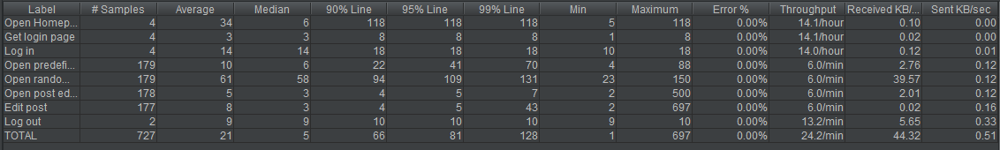 Label # Samples Average Median 90% Line 95% Line 99% Line Min Maximum Error % Throughput Received KB/... Sent KB/sec
Open Homep... 4 34 6 118 118 118 5 118 0.00% 14.1/hour 0.10 0.00
Get login page 4 3 3 8 8 8 1 8 0.00% 14.1/hour 0.02 0.00
Log in 4 14 14 18 18 18 10 18 0.00% 14.0/hour 0.12 0.01
Open predefi... 179 10 6 22 41 70 4 88 0.00% 6.0/min 2.76 0.12
Open rando... 179 61 58 94 109 131 23 150 0.00% 6.0/min 39.57 0.12
Open post ed... 178 5 3 4 5 7 2 500 0.00% 6.0/min 2.01 0.12
Edit post 177 8 3 4 5 43 2 697 0.00% 6.0/min 0.02 0.16
Log out 2 9 9 10 10 10 9 10 0.00% 13.2/min 5.65 0.33
TOTAL 727 21 5 66 81 128 1 697 0.00% 24.2/min 44.32 0.51